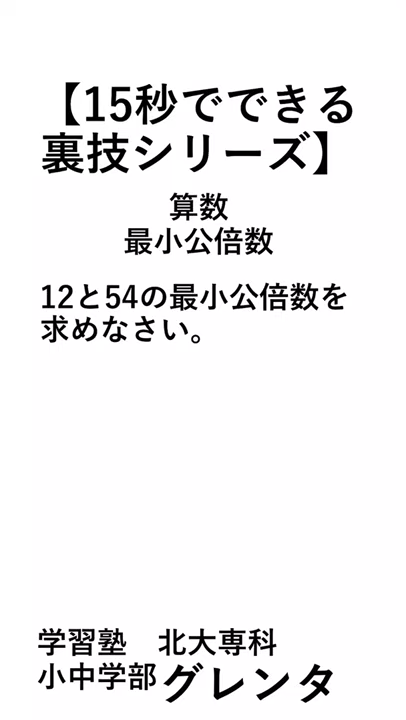 【15秒でできる
裏技シリーズ】
算数
最小公倍数
12と54の最小公倍数を
求めなさい。
学習塾　北大専科
小中学部グレンタ